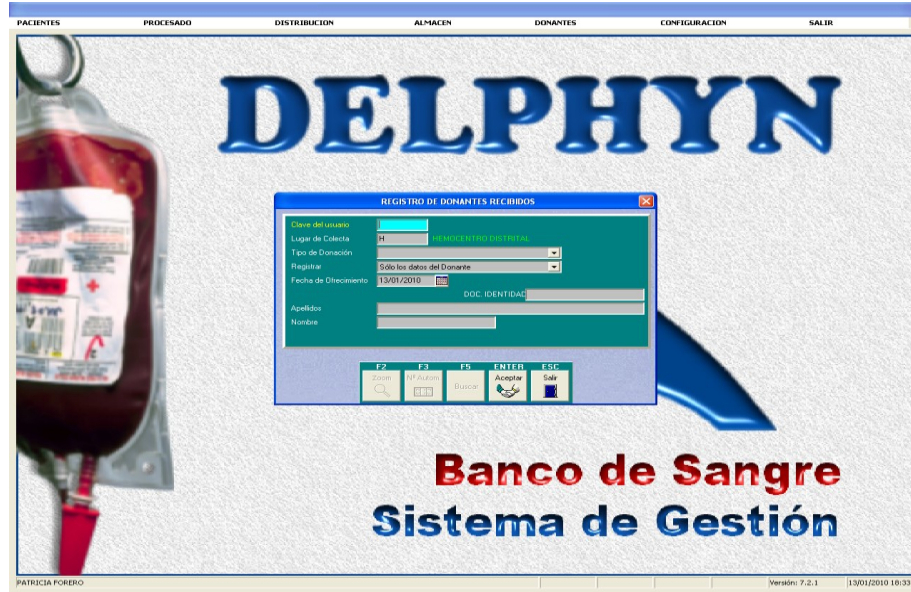 PACIENTES PROCESADO DISTRIBUCION ALMACEN DONANTES CONFIGURACION SALIR
DELPHYN
REGISTRO DE DONANTES RECIBIDOS
Clave del usuario
Lugar de Colecta H HEMOCENTRO DISTRITAL
Tipo de Donación
Registrar Sólo los datos del Donante
Fecha de Ofrecimiento 13/01/2010
DOC. IDENTIDAD
Apellidos
Nombre
F2 F3 F5 ENTER ESC
Zoom Nº Autom Buscar Aceptar Salir
Banco de Sangre
Sistema de Gestión
PATRICIA FORERO Versión: 7.2.1 13/01/2010 18:33